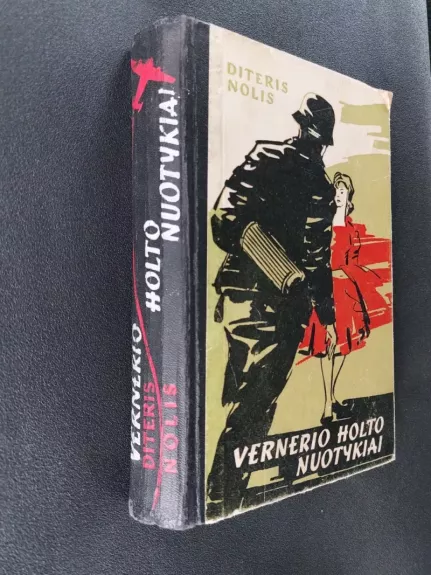 DITERIS
NOLIS
VERNERIO HOLTO
NUOTYKIAI
VERNERIO HOLTO NUOTYKIAI
DITERIS NOLIS